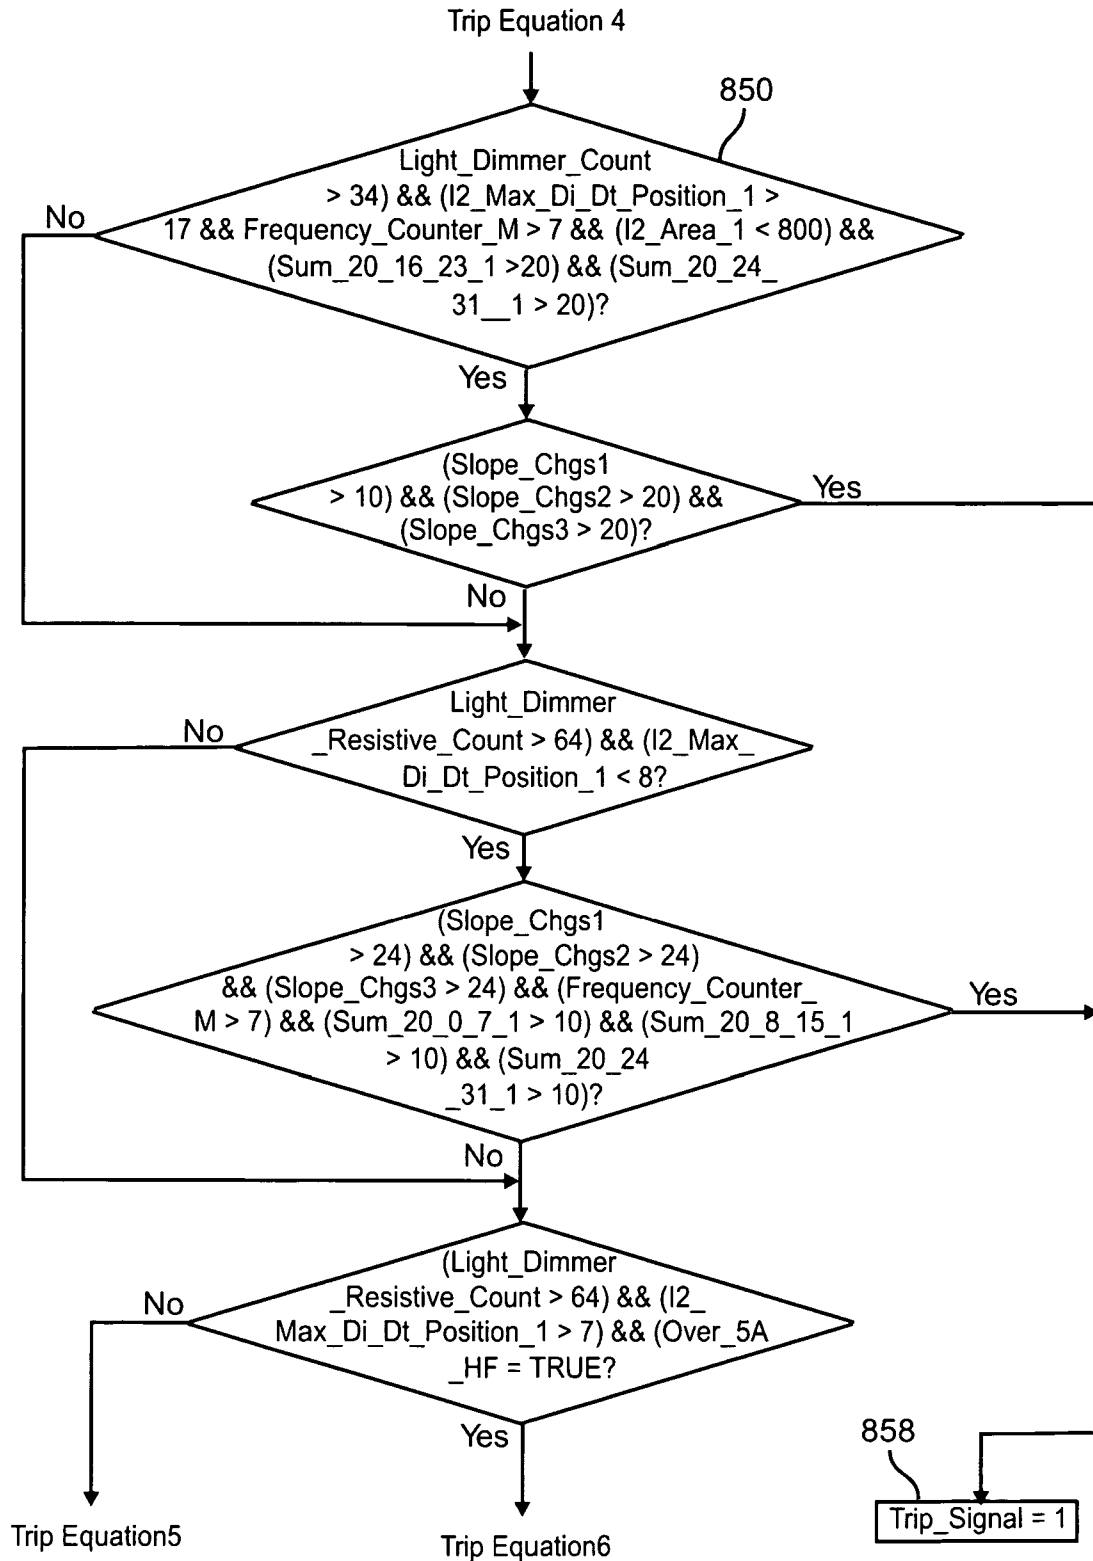 Trip Equation 4
850
Light_Dimmer_Count
> 34) && (I2_Max_Di_Dt_Position_1 >
17 && Frequency_Counter_M > 7 && (I2_Area_1 < 800) &&
(Sum_20_16_23_1 >20) && (Sum_20_24_
31__1 > 20)?
No
Yes
(Slope_Chgs1
> 10) && (Slope_Chgs2 > 20) &&
(Slope_Chgs3 > 20)?
Yes
No
Light_Dimmer
_Resistive_Count > 64) && (I2_Max_
Di_Dt_Position_1 < 8?
No
Yes
(Slope_Chgs1
> 24) && (Slope_Chgs2 > 24)
&& (Slope_Chgs3 > 24) && (Frequency_Counter_
M > 7) && (Sum_20_0_7_1 > 10) && (Sum_20_8_15_1
> 10) && (Sum_20_24
_31_1 > 10)?
Yes
No
(Light_Dimmer
_Resistive_Count > 64) && (I2_
Max_Di_Dt_Position_1 > 7) && (Over_5A
_HF = TRUE?
No
Yes
858
Trip_Signal = 1
Trip Equation5
Trip Equation6